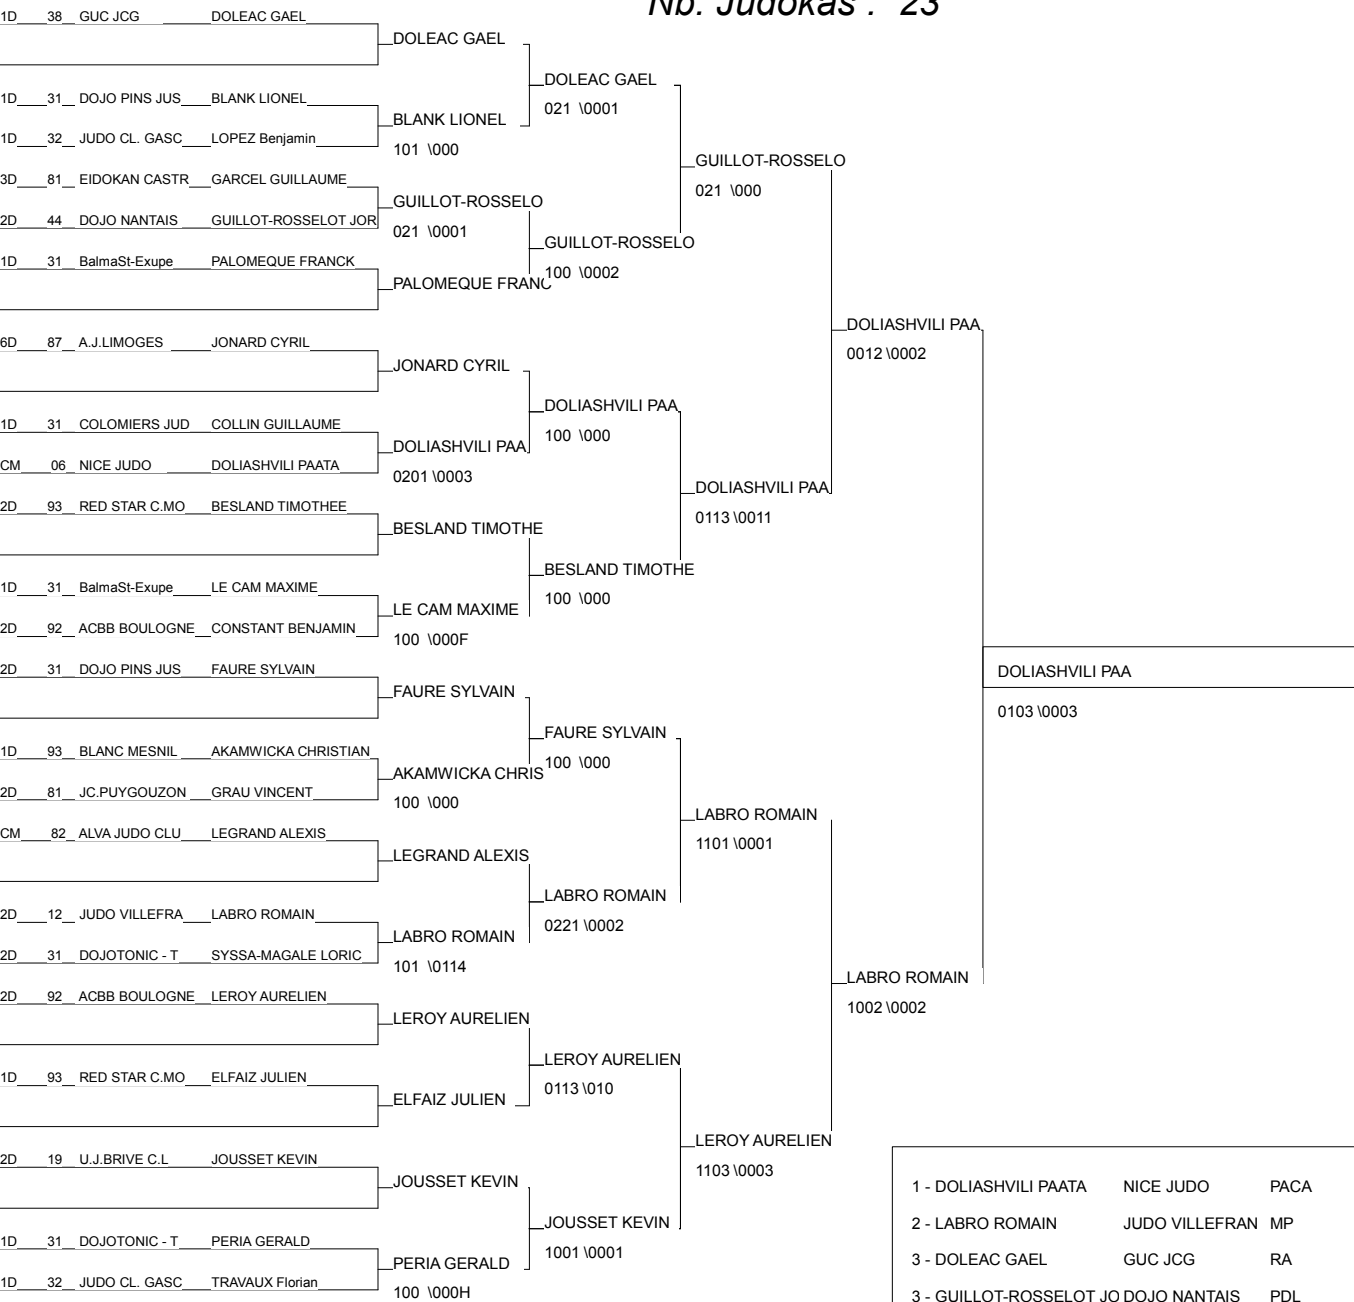 Nb. Judokas : 23
1D 38 GUC JCG DOLEAC GAEL
DOLEAC GAEL
DOLEAC GAEL
021 \0001
1D 31 DOJO PINS JUS BLANK LIONEL
BLANK LIONEL
101 \000
1D 32 JUDO CL. GASC LOPEZ Benjamin
GUILLOT-ROSSELO
021 \000
3D 81 EIDOKAN CASTR GARCEL GUILLAUME
GUILLOT-ROSSELO
021 \0001
2D 44 DOJO NANTAIS GUILLOT-ROSSELOT JOR
GUILLOT-ROSSELO
100 \0002
1D 31 BalmaSt-Exupe PALOMEQUE FRANCK
PALOMEQUE FRANC
DOLIASHVILI PAA
0012 \0002
6D 87 A.J.LIMOGES JONARD CYRIL
JONARD CYRIL
DOLIASHVILI PAA
100 \000
1D 31 COLOMIERS JUD COLLIN GUILLAUME
DOLIASHVILI PAA
0201 \0003
CM 06 NICE JUDO DOLIASHVILI PAATA
DOLIASHVILI PAA
0113 \0011
2D 93 RED STAR C.MO BESLAND TIMOTHEE
BESLAND TIMOTHE
BESLAND TIMOTHE
100 \000
1D 31 BalmaSt-Exupe LE CAM MAXIME
LE CAM MAXIME
100 \000F
2D 92 ACBB BOULOGNE CONSTANT BENJAMIN
DOLIASHVILI PAA
0103 \0003
2D 31 DOJO PINS JUS FAURE SYLVAIN
FAURE SYLVAIN
FAURE SYLVAIN
100 \000
1D 93 BLANC MESNIL AKAMWICKA CHRISTIAN
AKAMWICKA CHRIS
100 \000
2D 81 JC.PUYGOUZON GRAU VINCENT
LABRO ROMAIN
1101 \0001
CM 82 ALVA JUDO CLU LEGRAND ALEXIS
LEGRAND ALEXIS
LABRO ROMAIN
0221 \0002
2D 12 JUDO VILLEFRA LABRO ROMAIN
LABRO ROMAIN
101 \0114
2D 31 DOJOTONIC - T SYSSA-MAGALE LORIC
LABRO ROMAIN
1002 \0002
2D 92 ACBB BOULOGNE LEROY AURELIEN
LEROY AURELIEN
LEROY AURELIEN
0113 \010
1D 93 RED STAR C.MO ELFAIZ JULIEN
ELFAIZ JULIEN
LEROY AURELIEN
1103 \0003
2D 19 U.J.BRIVE C.L JOUSSET KEVIN
JOUSSET KEVIN
JOUSSET KEVIN
1001 \0001
1D 31 DOJOTONIC - T PERIA GERALD
PERIA GERALD
100 \000H
1D 32 JUDO CL. GASC TRAVAUX Florian
1 - DOLIASHVILI PAATA NICE JUDO PACA
2 - LABRO ROMAIN JUDO VILLEFRAN MP
3 - DOLEAC GAEL GUC JCG RA
3 - GUILLOT-ROSSELOT JO DOJO NANTAIS PDL